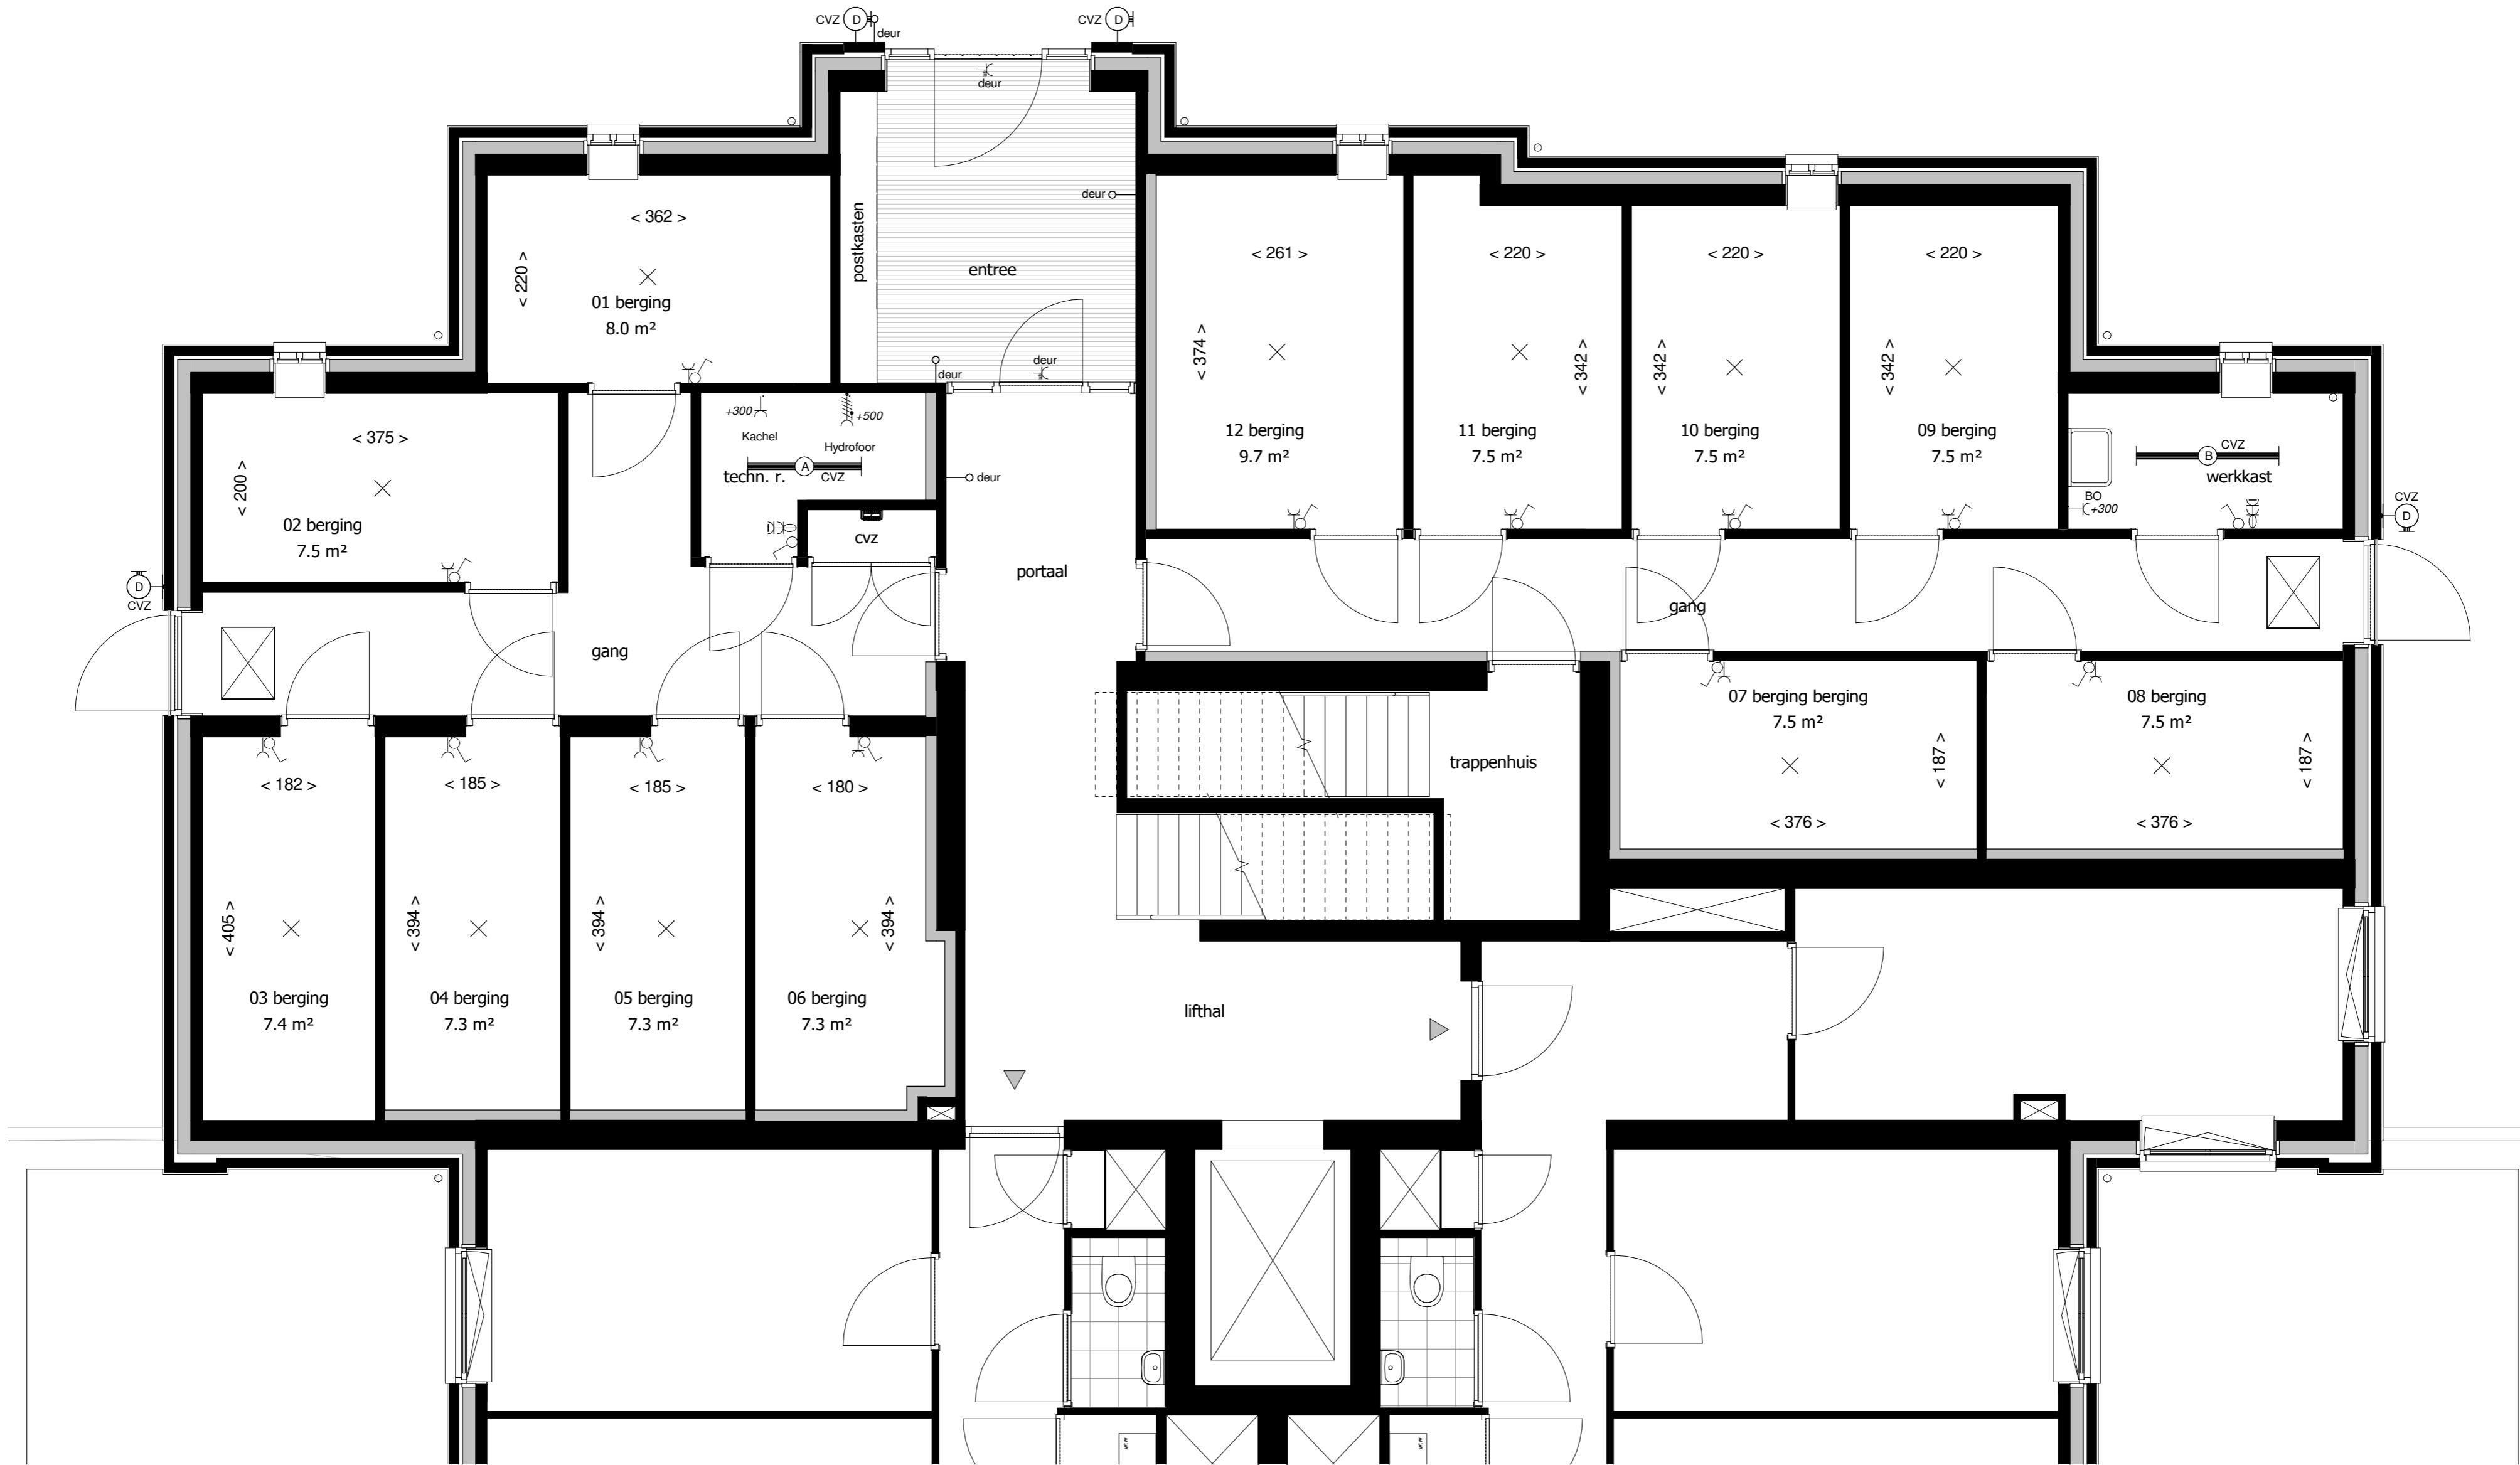 CVZ D
deur
CVZ D
deur
deur
postkasten
entree
deur
deur
< 362 >
< 220 >
01 berging
8.0 m²
< 261 >
< 374 >
12 berging
9.7 m²
< 220 >
< 342 >
11 berging
7.5 m²
< 220 >
< 342 >
10 berging
7.5 m²
< 220 >
< 342 >
09 berging
7.5 m²
< 375 >
< 200 >
02 berging
7.5 m²
+300
+500
Kachel
Hydrofoor
A
techn. r.
CVZ
deur
cvz
CVZ
B
werkkast
BO
+300
CVZ
D
D
CVZ
portaal
gang
gang
07 berging berging
7.5 m²
< 187 >
< 376 >
08 berging
7.5 m²
< 187 >
< 376 >
trappenhuis
< 182 >
< 405 >
03 berging
7.4 m²
< 185 >
< 394 >
04 berging
7.3 m²
< 185 >
< 394 >
05 berging
7.3 m²
< 180 >
< 394 >
06 berging
7.3 m²
lifthal
wtw
wtw